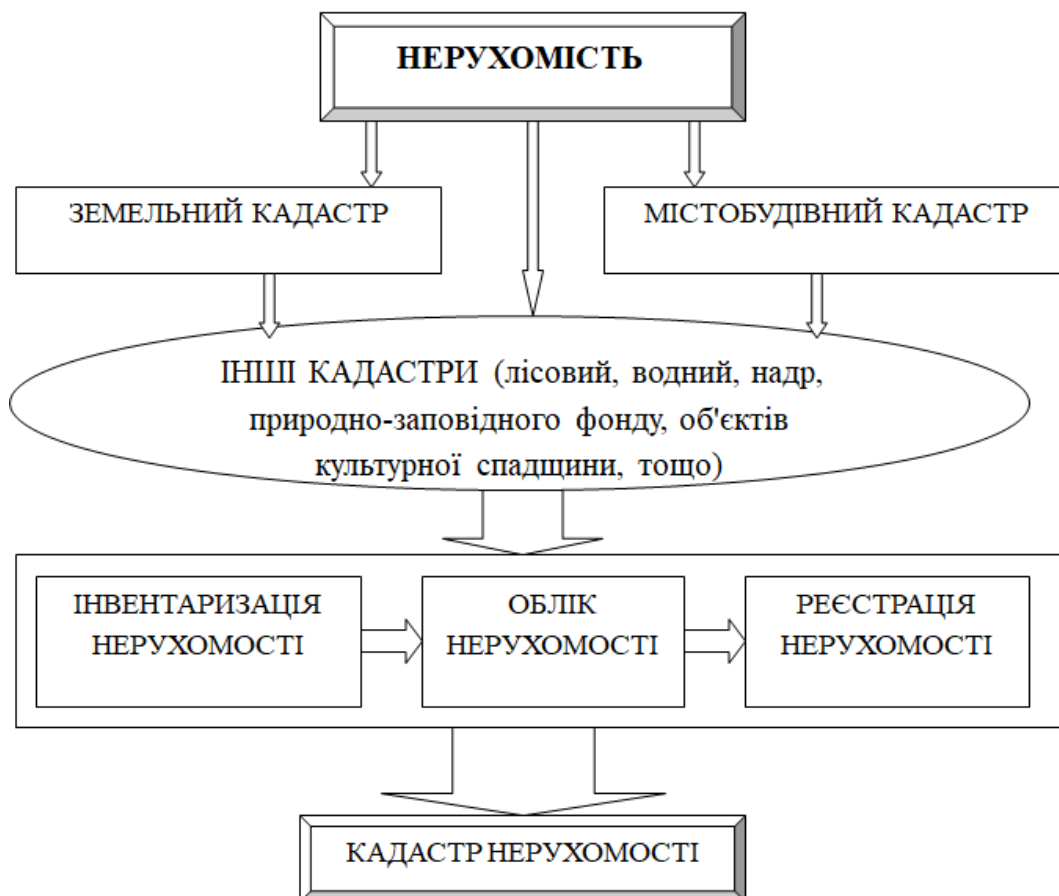 НЕРУХОМІСТЬ
ЗЕМЕЛЬНИЙ КАДАСТР
МІСТОБУДІВНИЙ КАДАСТР
ІНШІ КАДАСТРИ (лісовий, водний, надр,
природно-заповідного фонду, об'єктів
культурної спадщини, тощо)
ІНВЕНТАРИЗАЦІЯ
НЕРУХОМОСТІ
ОБЛІК
НЕРУХОМОСТІ
РЕЄСТРАЦІЯ
НЕРУХОМОСТІ
КАДАСТР НЕРУХОМОСТІ